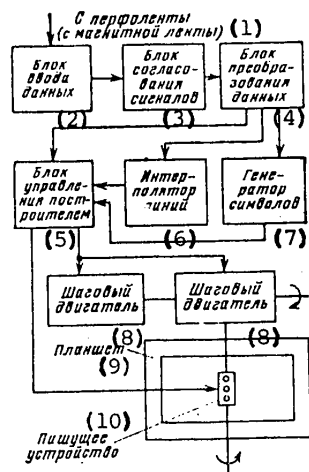 С перфоленты
(с магнитной ленты) (1)
Блок
ввода
данных
(2)
Блок
согласо-
вания
сигналов
(3)
Блок
преобра-
зования
данных
(4)
Блок
управле-
ния пост-
роителем
(5)
Интер-
полятор
линий
(6)
Генера-
тор
символов
(7)
Шаговый
двигатель
(8)
Шаговый
двигатель
(8)
Планшет
(9)
(10)
Пишущее
устройство